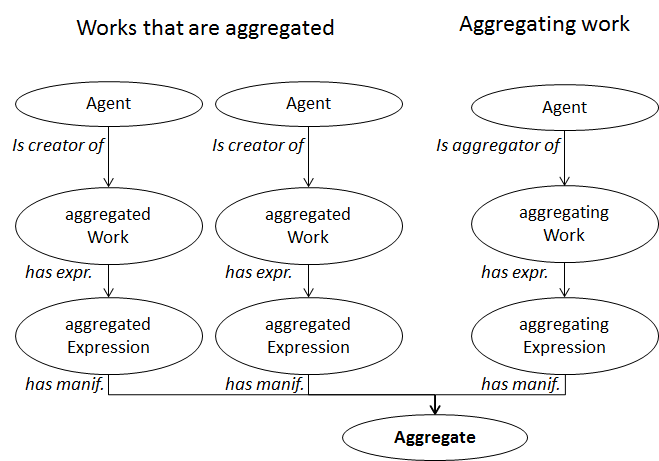 Works that are aggregated
Aggregating work
Agent
Agent
Agent
Is creator of
Is creator of
Is aggregator of
aggregated
Work
aggregated
Work
aggregating
Work
has expr.
has expr.
has expr.
aggregated
Expression
aggregated
Expression
aggregating
Expression
has manif.
has manif.
has manif.
Aggregate